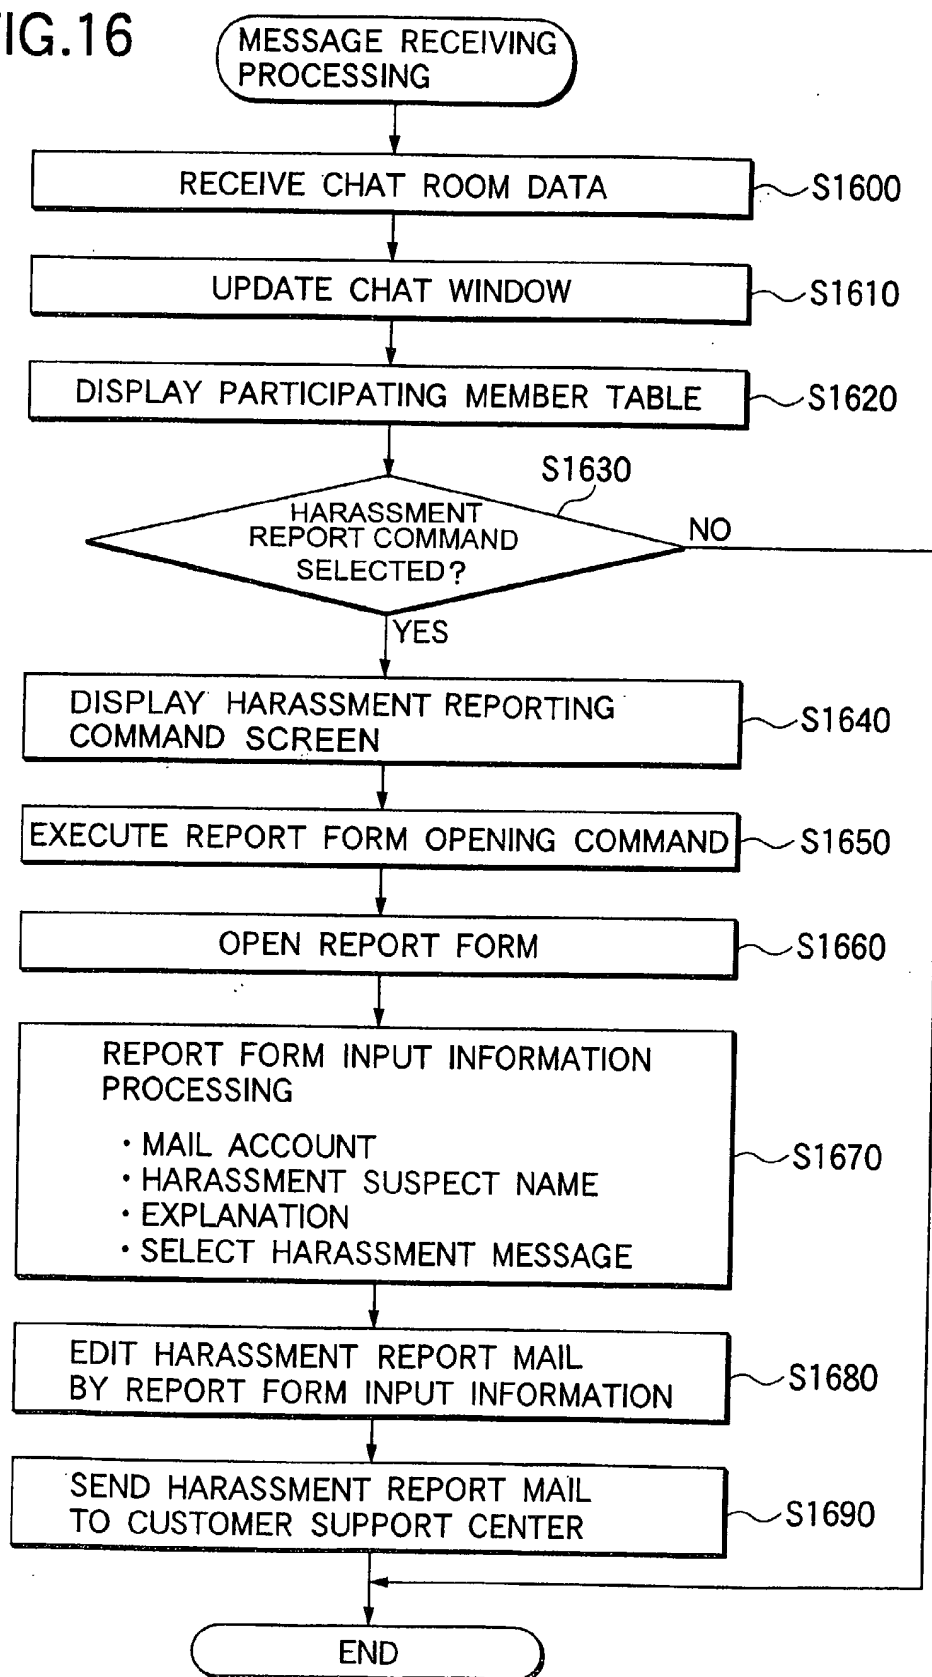 FIG.16
MESSAGE RECEIVING
PROCESSING
RECEIVE CHAT ROOM DATA
S1600
UPDATE CHAT WINDOW
S1610
DISPLAY PARTICIPATING MEMBER TABLE
S1620
S1630
HARASSMENT
REPORT COMMAND
SELECTED?
NO
YES
DISPLAY HARASSMENT REPORTING
COMMAND SCREEN
S1640
EXECUTE REPORT FORM OPENING COMMAND
S1650
OPEN REPORT FORM
S1660
REPORT FORM INPUT INFORMATION
PROCESSING
・MAIL ACCOUNT
・HARASSMENT SUSPECT NAME
・EXPLANATION
・SELECT HARASSMENT MESSAGE
S1670
EDIT HARASSMENT REPORT MAIL
BY REPORT FORM INPUT INFORMATION
S1680
SEND HARASSMENT REPORT MAIL
TO CUSTOMER SUPPORT CENTER
S1690
END